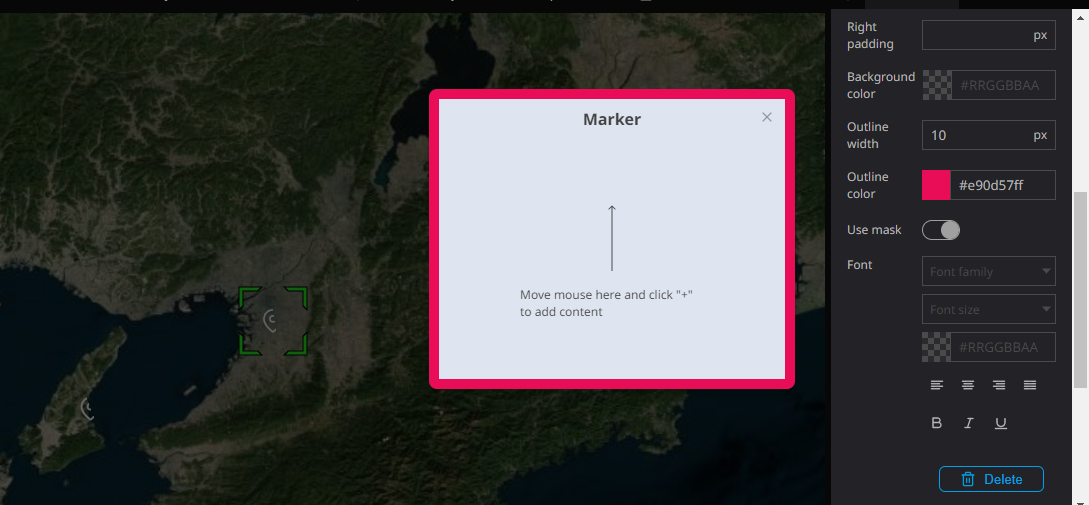 Marker
Move mouse here and click "+"
to add content
Right
padding
px
Background
color
#RRGGBBAA
Outline
width
10
px
Outline
color
#e90d57ff
Use mask
Font
Font family
Font size
#RRGGBBAA
B
I
U
Delete